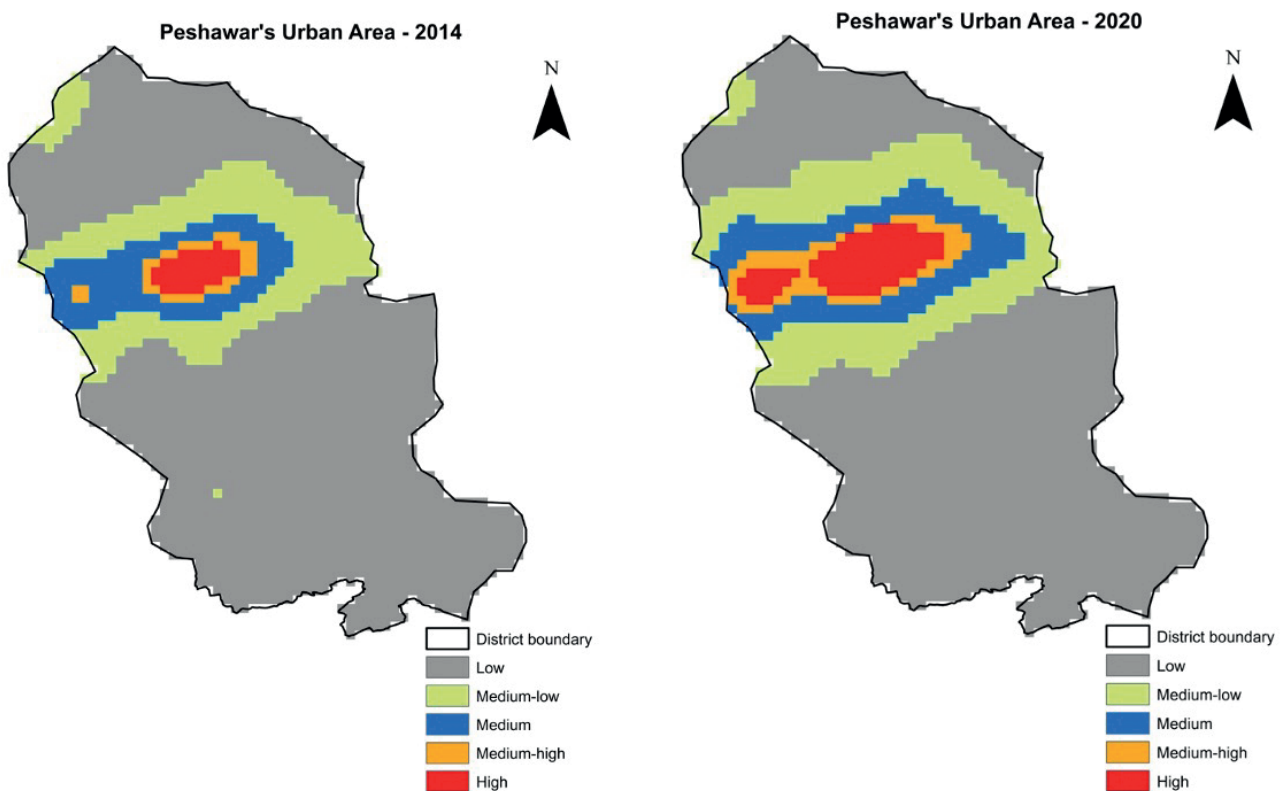 Peshawar's Urban Area - 2014
N
District boundary
Low
Medium-low
Medium
Medium-high
High
Peshawar's Urban Area - 2020
N
District boundary
Low
Medium-low
Medium
Medium-high
High